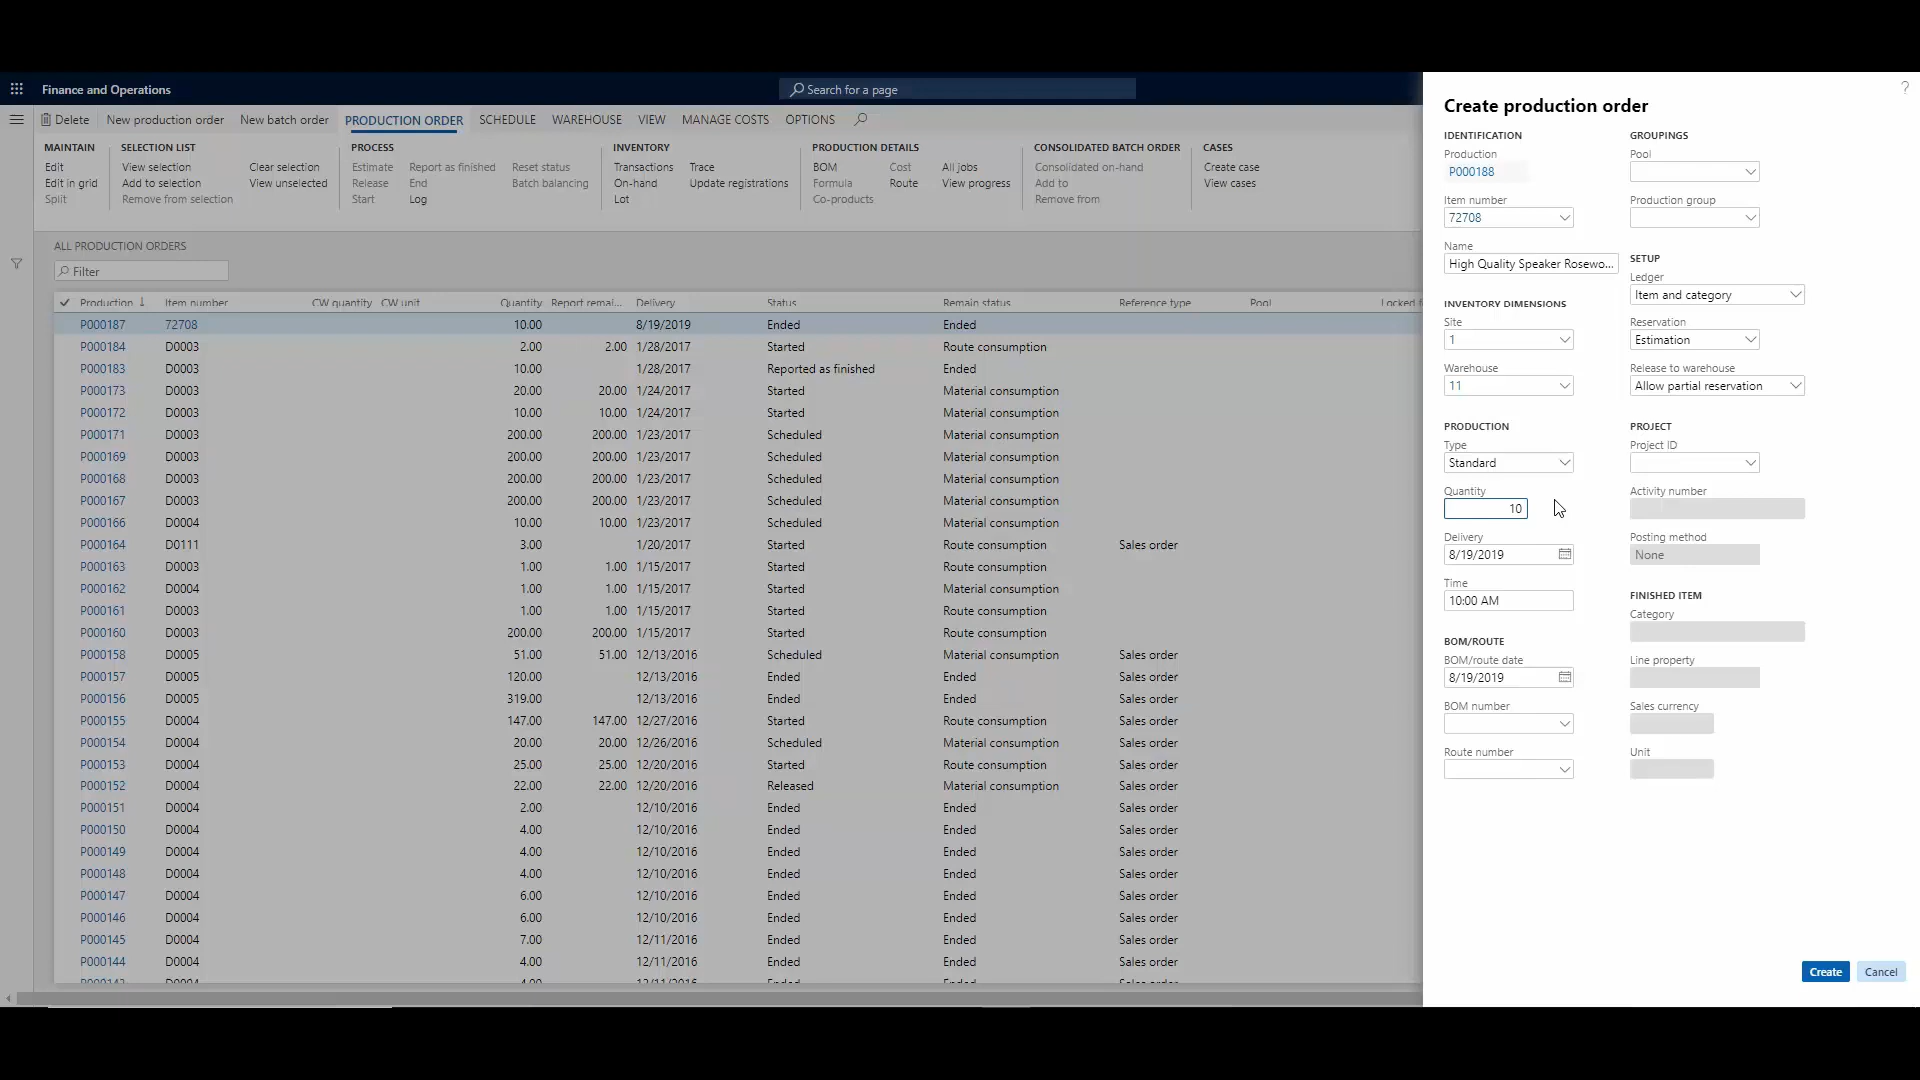 Finance and Operations
Search for a page
Delete New production order New batch order PRODUCTION ORDER SCHEDULE WAREHOUSE VIEW MANAGE COSTS OPTIONS
MAINTAIN SELECTION LIST PROCESS INVENTORY PRODUCTION DETAILS CONSOLIDATED BATCH ORDER CASES
Edit View selection Clear selection Estimate Report as finished Reset status Transactions Trace BOM Cost All jobs Consolidated on-hand Create case
Edit in grid Add to selection View unselected Release End Batch balancing On-hand Update registrations Formula Route View progress Add to View cases
Split Remove from selection Start Log Lot Co-products Remove from
ALL PRODUCTION ORDERS
Filter
Production Item number CW quantity CW unit Quantity Report remai... Delivery Status Remain status Reference type Pool Locked f
P000187 72708 10.00 8/19/2019 Ended Ended
P000184 D0003 2.00 2.00 1/28/2017 Started Route consumption
P000183 D0003 10.00 1/28/2017 Reported as finished Ended
P000173 D0003 20.00 20.00 1/24/2017 Started Material consumption
P000172 D0003 10.00 10.00 1/24/2017 Started Material consumption
P000171 D0003 200.00 200.00 1/23/2017 Scheduled Material consumption
P000169 D0003 200.00 200.00 1/23/2017 Scheduled Material consumption
P000168 D0003 200.00 200.00 1/23/2017 Scheduled Material consumption
P000167 D0003 200.00 200.00 1/23/2017 Scheduled Material consumption
P000166 D0004 10.00 10.00 1/23/2017 Scheduled Material consumption
P000164 D0111 3.00 1/20/2017 Started Route consumption Sales order
P000163 D0003 1.00 1.00 1/15/2017 Started Route consumption
P000162 D0004 1.00 1.00 1/15/2017 Started Material consumption
P000161 D0003 1.00 1.00 1/15/2017 Started Route consumption
P000160 D0003 200.00 200.00 1/15/2017 Started Route consumption
P000158 D0005 51.00 51.00 12/13/2016 Scheduled Material consumption Sales order
P000157 D0005 120.00 12/13/2016 Ended Ended Sales order
P000156 D0005 319.00 12/13/2016 Ended Ended Sales order
P000155 D0004 147.00 147.00 12/27/2016 Started Route consumption Sales order
P000154 D0004 20.00 20.00 12/26/2016 Scheduled Material consumption Sales order
P000153 D0004 25.00 25.00 12/20/2016 Started Route consumption Sales order
P000152 D0004 22.00 22.00 12/20/2016 Released Material consumption Sales order
P000151 D0004 2.00 12/10/2016 Ended Ended Sales order
P000150 D0004 4.00 12/10/2016 Ended Ended Sales order
P000149 D0004 4.00 12/10/2016 Ended Ended Sales order
P000148 D0004 4.00 12/10/2016 Ended Ended Sales order
P000147 D0004 6.00 12/10/2016 Ended Ended Sales order
P000146 D0004 6.00 12/10/2016 Ended Ended Sales order
P000145 D0004 7.00 12/11/2016 Ended Ended Sales order
P000144 D0004 4.00 12/11/2016 Ended Ended Sales order
?
Create production order
IDENTIFICATION
Production
P000188
Item number
72708
Name
High Quality Speaker Rosewo...
INVENTORY DIMENSIONS
Site
1
Warehouse
11
PRODUCTION
Type
Standard
Quantity
10
Delivery
8/19/2019
Time
10:00 AM
BOM/ROUTE
BOM/route date
8/19/2019
BOM number
Route number
GROUPINGS
Pool
Production group
SETUP
Ledger
Item and category
Reservation
Estimation
Release to warehouse
Allow partial reservation
PROJECT
Project ID
Activity number
Posting method
None
FINISHED ITEM
Category
Line property
Sales currency
Unit
Create Cancel